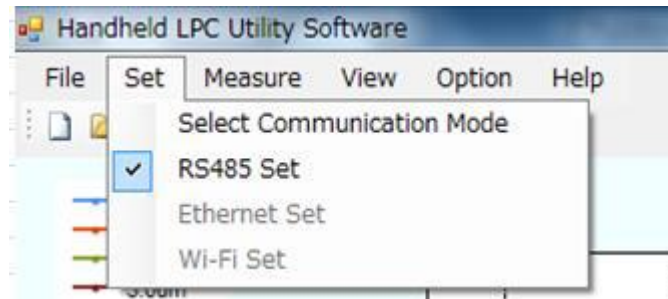 Handheld LPC Utility Software
File Set Measure View Option Help
Select Communication Mode
RS485 Set
Ethernet Set
Wi-Fi Set